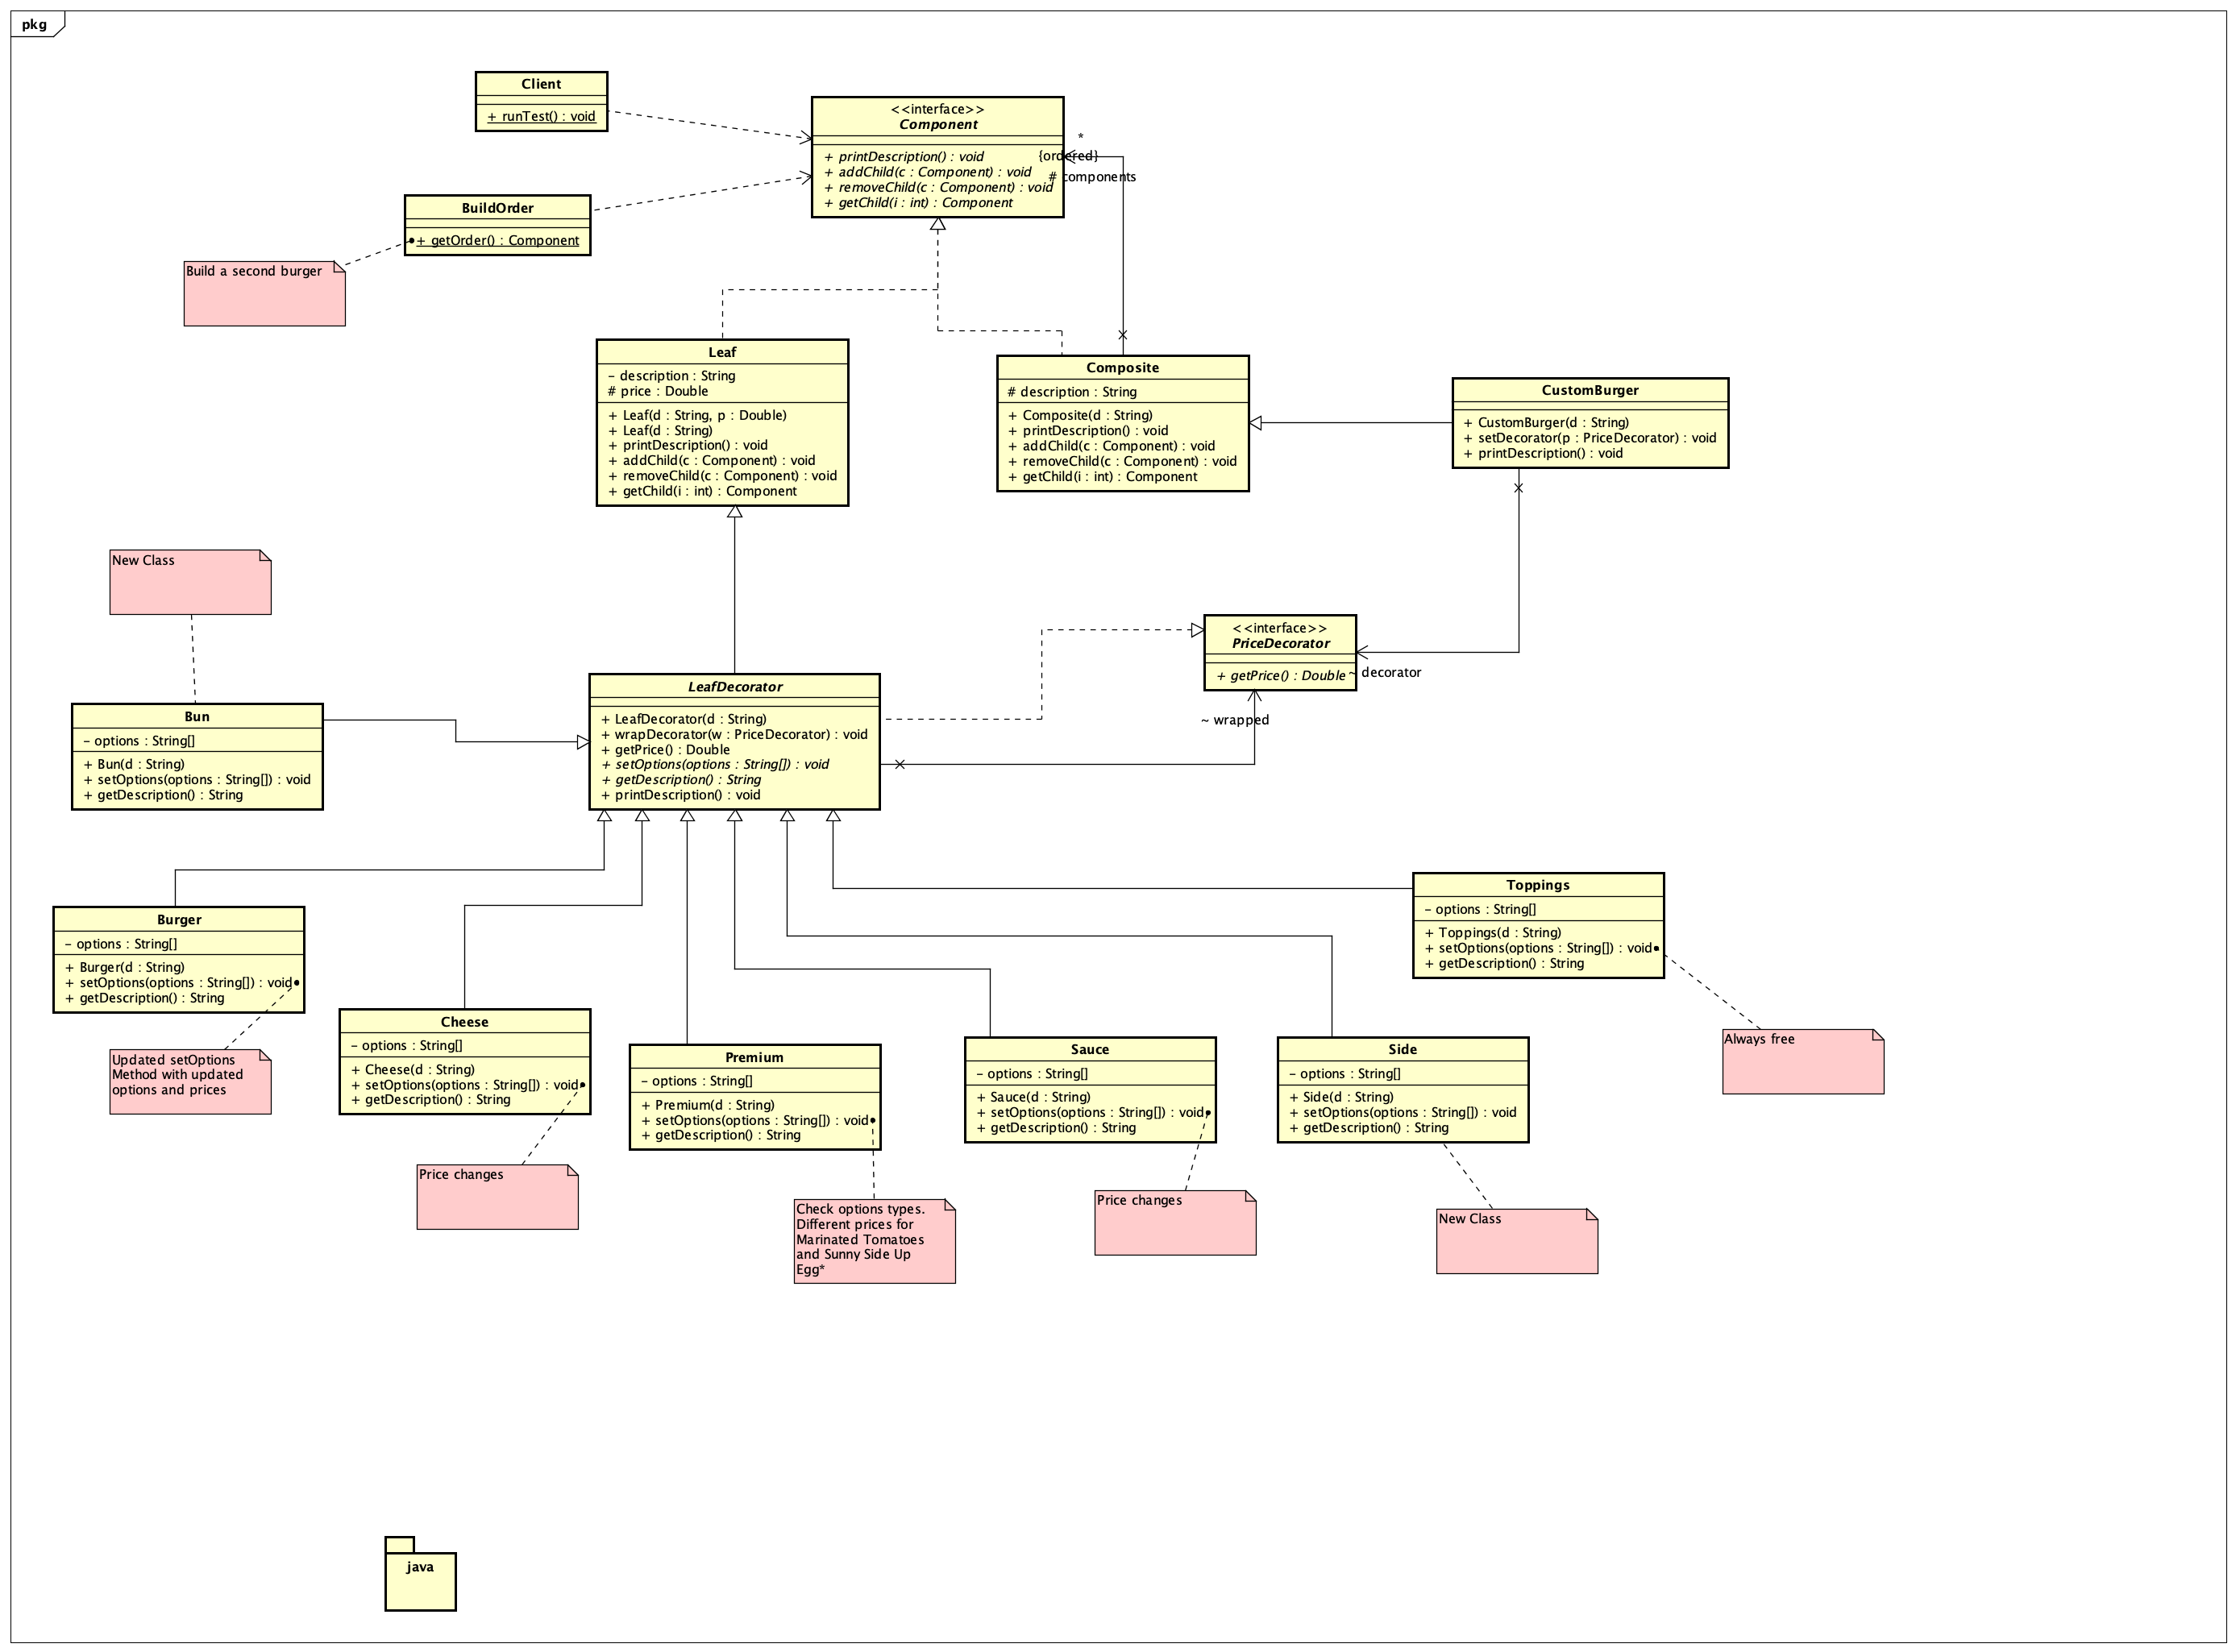 pkg
Client
+ runTest() : void
<<interface>>
Component
+ printDescription() : void
+ addChild(c : Component) : void
+ removeChild(c : Component) : void
+ getChild(i : int) : Component
*
{ordered}
# components
BuildOrder
+ getOrder() : Component
Build a second burger
Leaf
– description : String
# price : Double
+ Leaf(d : String, p : Double)
+ Leaf(d : String)
+ printDescription() : void
+ addChild(c : Component) : void
+ removeChild(c : Component) : void
+ getChild(i : int) : Component
Composite
# description : String
+ Composite(d : String)
+ printDescription() : void
+ addChild(c : Component) : void
+ removeChild(c : Component) : void
+ getChild(i : int) : Component
CustomBurger
+ CustomBurger(d : String)
+ setDecorator(p : PriceDecorator) : void
+ printDescription() : void
New Class
<<interface>>
PriceDecorator
+ getPrice() : Double
~ decorator
~ wrapped
LeafDecorator
+ LeafDecorator(d : String)
+ wrapDecorator(w : PriceDecorator) : void
+ getPrice() : Double
+ setOptions(options : String[]) : void
+ getDescription() : String
+ printDescription() : void
Bun
– options : String[]
+ Bun(d : String)
+ setOptions(options : String[]) : void
+ getDescription() : String
Burger
– options : String[]
+ Burger(d : String)
+ setOptions(options : String[]) : void
+ getDescription() : String
Toppings
– options : String[]
+ Toppings(d : String)
+ setOptions(options : String[]) : void
+ getDescription() : String
Cheese
– options : String[]
+ Cheese(d : String)
+ setOptions(options : String[]) : void
+ getDescription() : String
Premium
– options : String[]
+ Premium(d : String)
+ setOptions(options : String[]) : void
+ getDescription() : String
Sauce
– options : String[]
+ Sauce(d : String)
+ setOptions(options : String[]) : void
+ getDescription() : String
Side
– options : String[]
+ Side(d : String)
+ setOptions(options : String[]) : void
+ getDescription() : String
Always free
Updated setOptions
Method with updated
options and prices
Price changes
Check options types.
Different prices for
Marinated Tomatoes
and Sunny Side Up
Egg*
Price changes
New Class
java